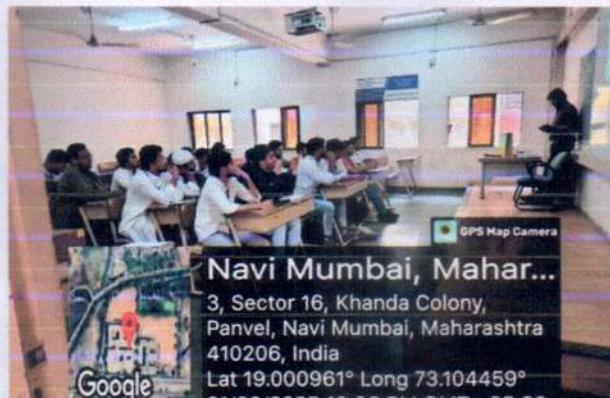 GPS Map Camera
Navi Mumbai, Mahar...
3, Sector 16, Khanda Colony,
Panvel, Navi Mumbai, Maharashtra
410206, India
Lat 19.000961° Long 73.104459°
Google